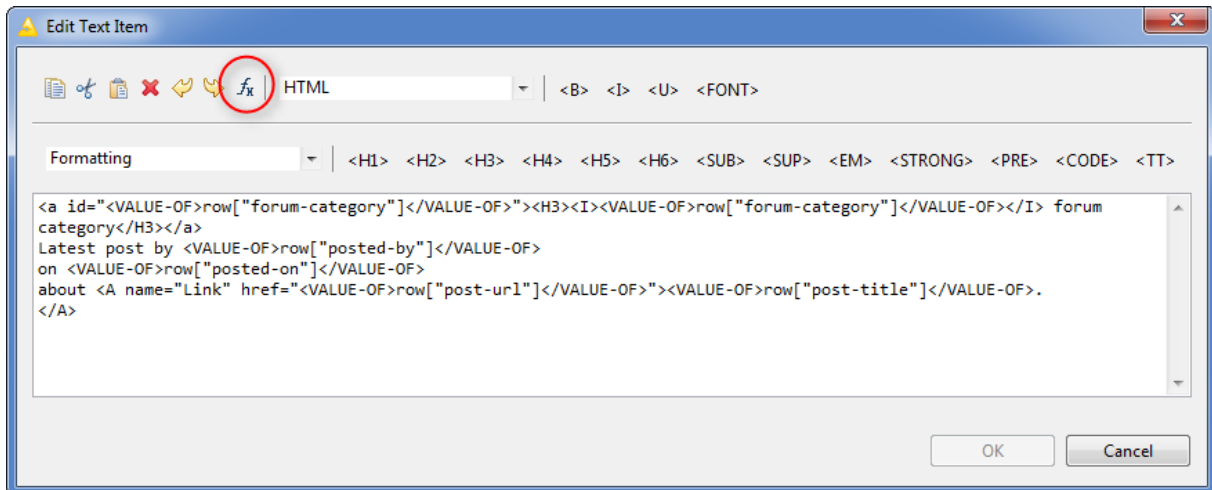 Edit Text Item
fx HTML <B> <I> <U> <FONT>
Formatting <H1> <H2> <H3> <H4> <H5> <H6> <SUB> <SUP> <EM> <STRONG> <PRE> <CODE> <TT>
<a id="<VALUE-OF>row["forum-category"]</VALUE-OF>"><H3><I><VALUE-OF>row["forum-category"]</VALUE-OF></I> forum
category</H3></a>
Latest post by <VALUE-OF>row["posted-by"]</VALUE-OF>
on <VALUE-OF>row["posted-on"]</VALUE-OF>
about <A name="Link" href="<VALUE-OF>row["post-url"]</VALUE-OF>"><VALUE-OF>row["post-title"]</VALUE-OF>.
</A>
OK Cancel